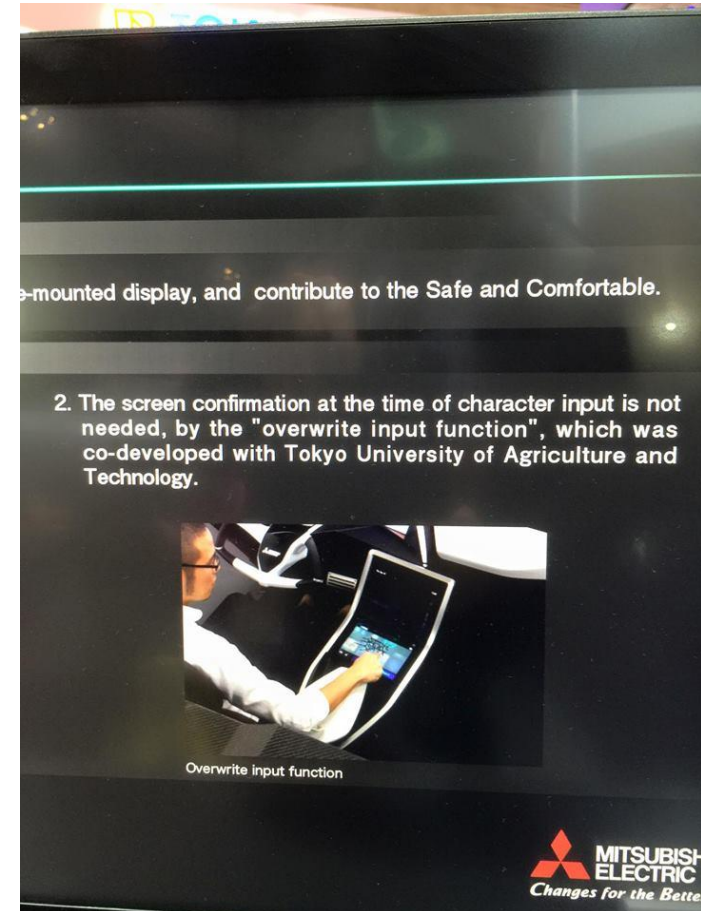 -mounted display, and contribute to the Safe and Comfortable.
2. The screen confirmation at the time of character input is not
needed, by the "overwrite input function", which was
co-developed with Tokyo University of Agriculture and
Technology.
Overwrite input function
MITSUBISH
ELECTRIC
Changes for the Bette